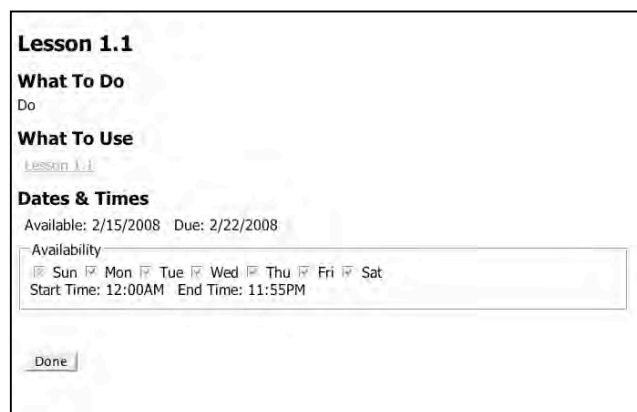 Lesson 1.1
What To Do
Do
What To Use
Lesson 1.1
Dates & Times
Available: 2/15/2008 Due: 2/22/2008
Availability
Sun Mon Tue Wed Thu Fri Sat
Start Time: 12:00AM End Time: 11:55PM
Done